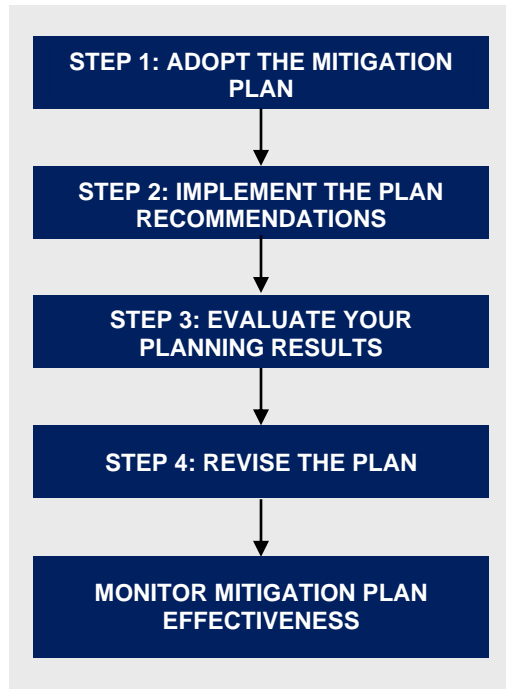 STEP 1: ADOPT THE MITIGATION
PLAN
STEP 2: IMPLEMENT THE PLAN
RECOMMENDATIONS
STEP 3: EVALUATE YOUR
PLANNING RESULTS
STEP 4: REVISE THE PLAN
MONITOR MITIGATION PLAN
EFFECTIVENESS